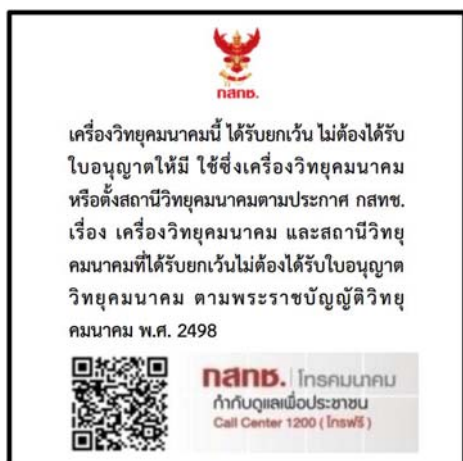 กสทช.
เครื่องวิทยุคมนาคมนี้ ได้รับยกเว้น ไม่ต้องได้รับ
ใบอนุญาตให้มี ใช้ซึ่งเครื่องวิทยุคมนาคม
หรือตั้งสถานีวิทยุคมนาคมตามประกาศ กสทช.
เรื่อง เครื่องวิทยุคมนาคม และสถานีวิทยุ
คมนาคมที่ได้รับยกเว้นไม่ต้องได้รับใบอนุญาต
วิทยุคมนาคม ตามพระราชบัญญัติวิทยุ
คมนาคม พ.ศ. 2498
กสทช. โทรคมนาคม
กำกับดูแลเพื่อประชาชน
Call Center 1200 ( โทรฟรี )